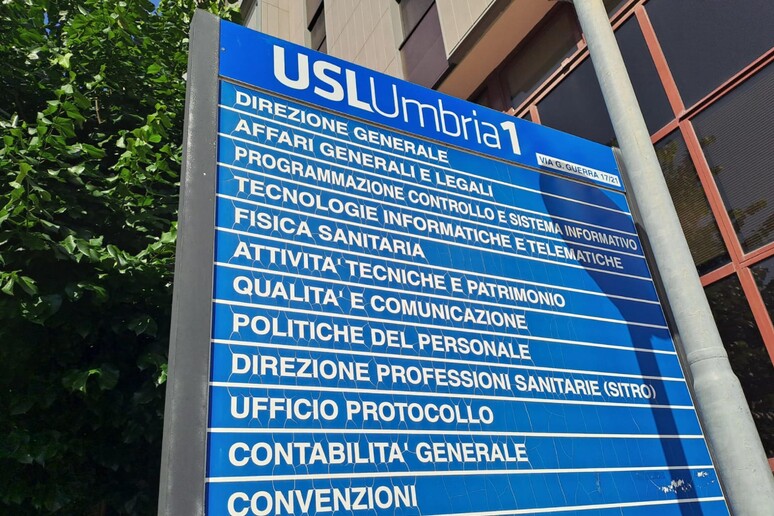 USLUmbria1
VIA G. GUERRA 17/21
DIREZIONE GENERALE
AFFARI GENERALI E LEGALI
PROGRAMMAZIONE CONTROLLO E SISTEMA INFORMATIVO
TECNOLOGIE INFORMATICHE E TELEMATICHE
FISICA SANITARIA
ATTIVITA' TECNICHE E PATRIMONIO
QUALITA' E COMUNICAZIONE
POLITICHE DEL PERSONALE
DIREZIONE PROFESSIONI SANITARIE (SITRO)
UFFICIO PROTOCOLLO
CONTABILITA' GENERALE
CONVENZIONI